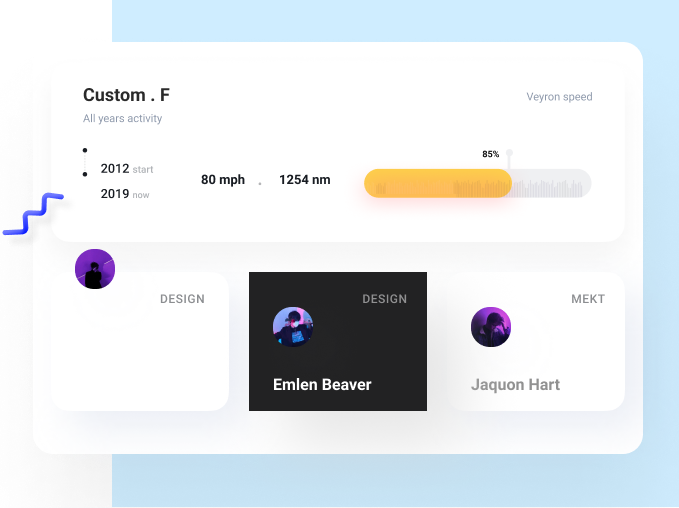 Custom . F
Veyron speed
All years activity
85%
2012 start
80 mph . 1254 nm
2019 now
DESIGN
DESIGN
MEKT
Emlen Beaver
Jaquon Hart